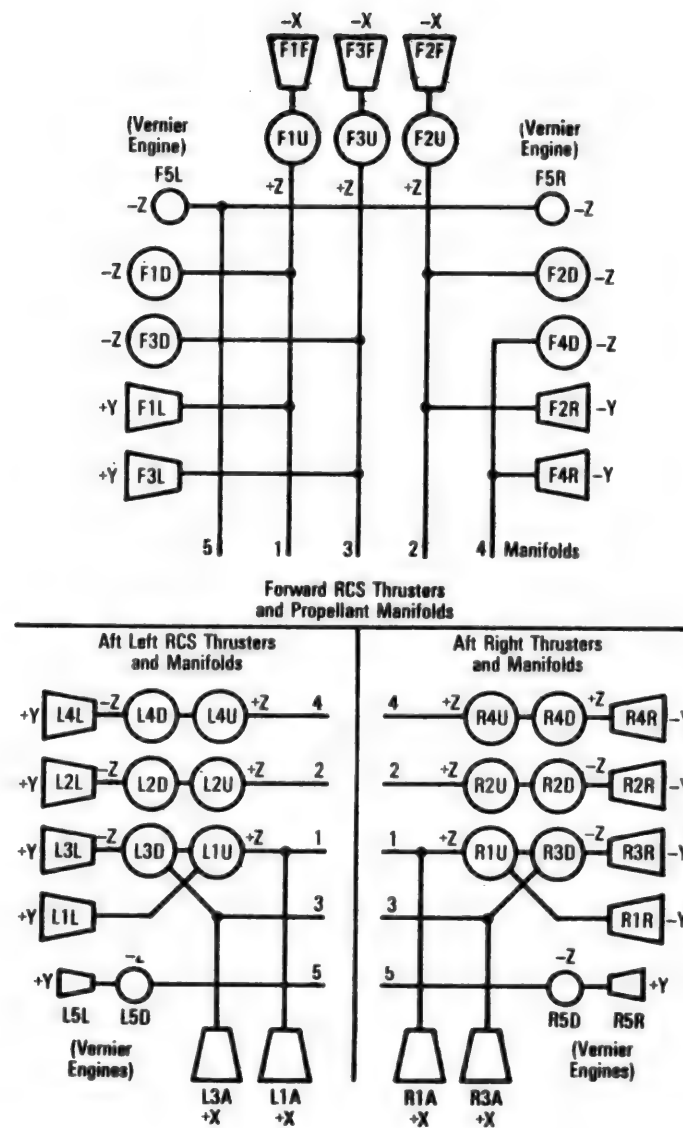 -X -X -X
F1F F3F F2F
(Vernier Engine) F1U F3U F2U (Vernier Engine)
F5L +Z +Z +Z F5R
-Z -Z
-Z F1D F2D -Z
-Z F3D F4D -Z
+Y F1L F2R -Y
+Y F3L F4R -Y
5 1 3 2 4 Manifolds
Forward RCS Thrusters
and Propellant Manifolds
Aft Left RCS Thrusters
and Manifolds
+Y L4L -Z L4D L4U +Z 4
+Y L2L -Z L2D L2U +Z 2
+Y L3L -Z L3D L1U +Z 1
+Y L1L 3
-Z
+Y 5
L5L L5D
(Vernier
Engines)
L3A L1A
+X +X
Aft Right Thrusters
and Manifolds
4 +Z R4U R4D +Z R4R -Y
2 +Z R2U R2D -Z R2R -Y
1 +Z R1U R3D -Z R3R -Y
3 R1R -Y
5 -Z
+Y
R5D R5R
(Vernier
Engines)
R1A R3A
+X +X